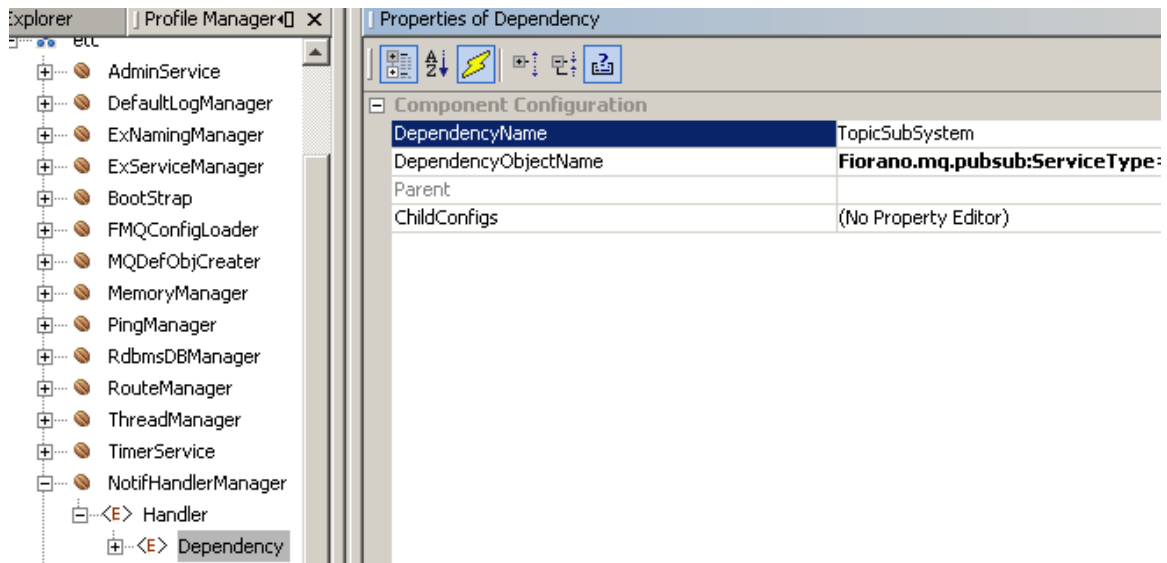 Explorer
Profile Manager
etc
AdminService
DefaultLogManager
ExNamingManager
ExServiceManager
BootStrap
FMQConfigLoader
MQDefObjCreater
MemoryManager
PingManager
RdbmsDBManager
RouteManager
ThreadManager
TimerService
NotifHandlerManager
<E> Handler
<E> Dependency
Properties of Dependency
Component Configuration
DependencyName TopicSubSystem
DependencyObjectName Fiorano.mq.pubsub:ServiceType=
Parent
ChildConfigs (No Property Editor)